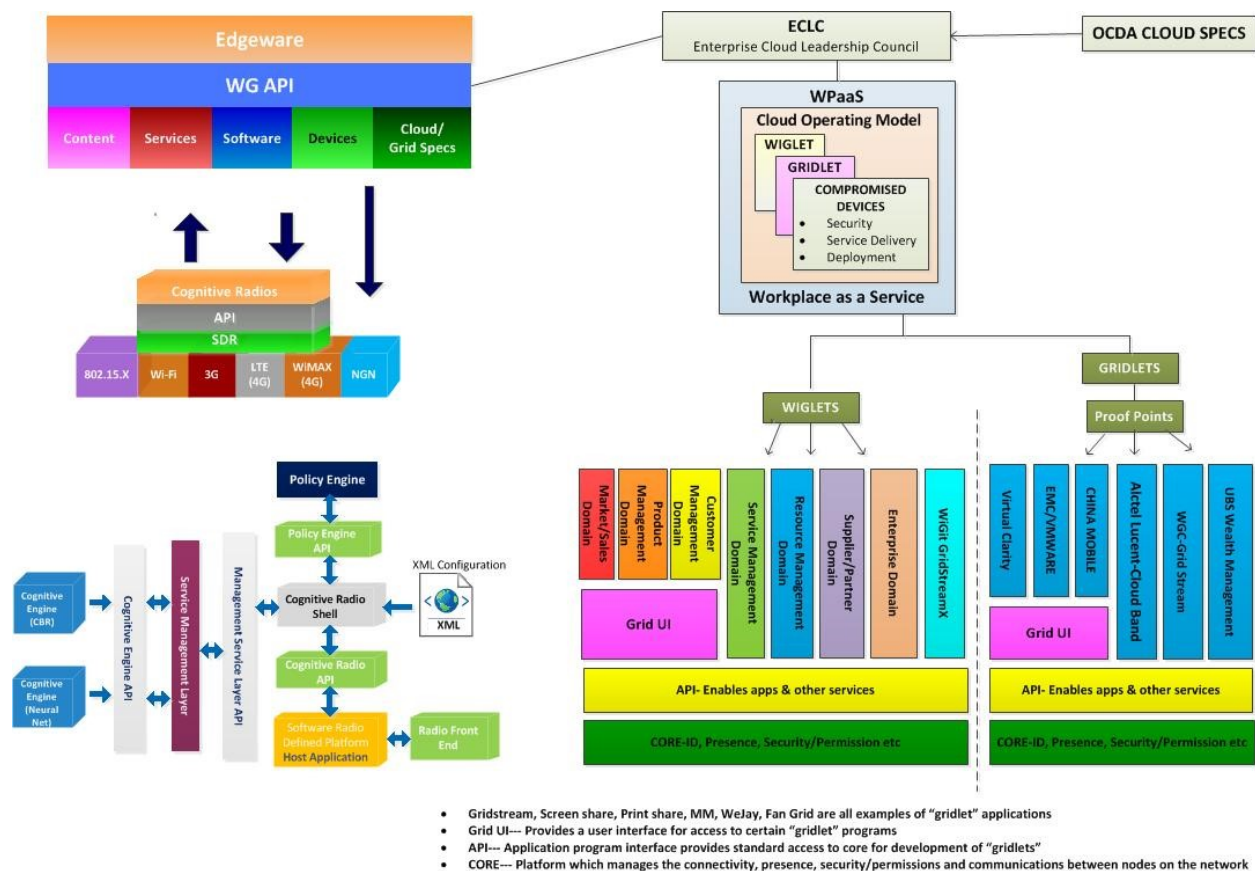 Edgeware
WG API
Content
Services
Software
Devices
Cloud/
Grid Specs
Cognitive Radios
API
SDR
802.15.X
Wi-Fi
3G
LTE
(4G)
WiMAX
(4G)
NGN
ECLC
Enterprise Cloud Leadership Council
OCDA CLOUD SPECS
WPaaS
Cloud Operating Model
WIGLET
GRIDLET
COMPROMISED
DEVICES
• Security
• Service Delivery
• Deployment
Workplace as a Service
WIGLETS
GRIDLETS
Proof Points
Market/Sales
Domain
Product
Management
Domain
Customer
Management
Domain
Service Management
Domain
Resource Management
Domain
Supplier/Partner
Domain
Enterprise Domain
WiGit GridStreamX
Grid UI
API- Enables apps & other services
CORE-ID, Presence, Security/Permission etc
Virtual Clarity
EMC/VMWARE
CHINA MOBILE
Alctel Lucent-Cloud Band
WGC-Grid Stream
UBS Wealth Management
Grid UI
API- Enables apps & other services
CORE-ID, Presence, Security/Permission etc
Policy Engine
Policy Engine
API
XML Configuration
XML
Cognitive Radio
Shell
Cognitive Radio
API
Software Radio
Defined Platform
Host Application
Radio Front
End
Cognitive
Engine
(CBR)
Cognitive
Engine
(Neural
Net)
Cognitive Engine API
Service Management
Layer
Management Service Layer API
• Gridstream, Screen share, Print share, MM, WeJay, Fan Grid are all examples of “gridlet” applications
• Grid UI--- Provides a user interface for access to certain “gridlet” programs
• API--- Application program interface provides standard access to core for development of “gridlets”
• CORE--- Platform which manages the connectivity, presence, security/permissions and communications between nodes on the network